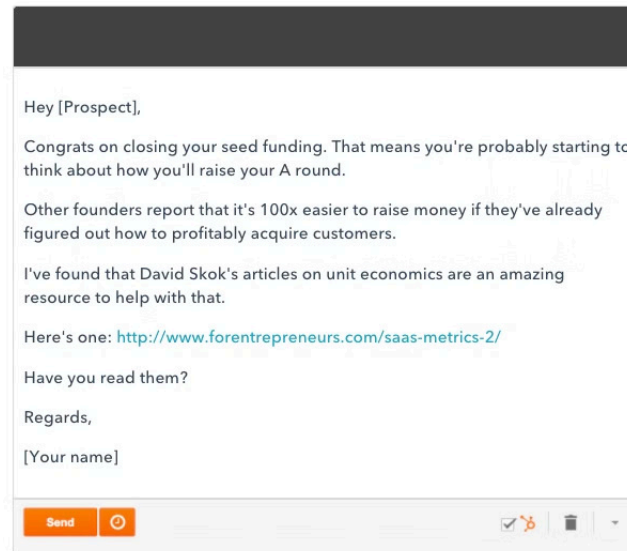 Hey [Prospect],
Congrats on closing your seed funding. That means you're probably starting to
think about how you'll raise your A round.
Other founders report that it's 100x easier to raise money if they've already
figured out how to profitably acquire customers.
I've found that David Skok's articles on unit economics are an amazing
resource to help with that.
Here's one: http://www.forentrepreneurs.com/saas-metrics-2/
Have you read them?
Regards,
[Your name]
Send